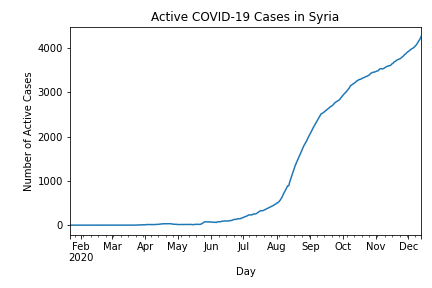 Active COVID-19 Cases in Syria
Number of Active Cases
4000
3000
2000
1000
0
Feb Mar Apr May Jun Jul Aug Sep Oct Nov Dec
2020
Day